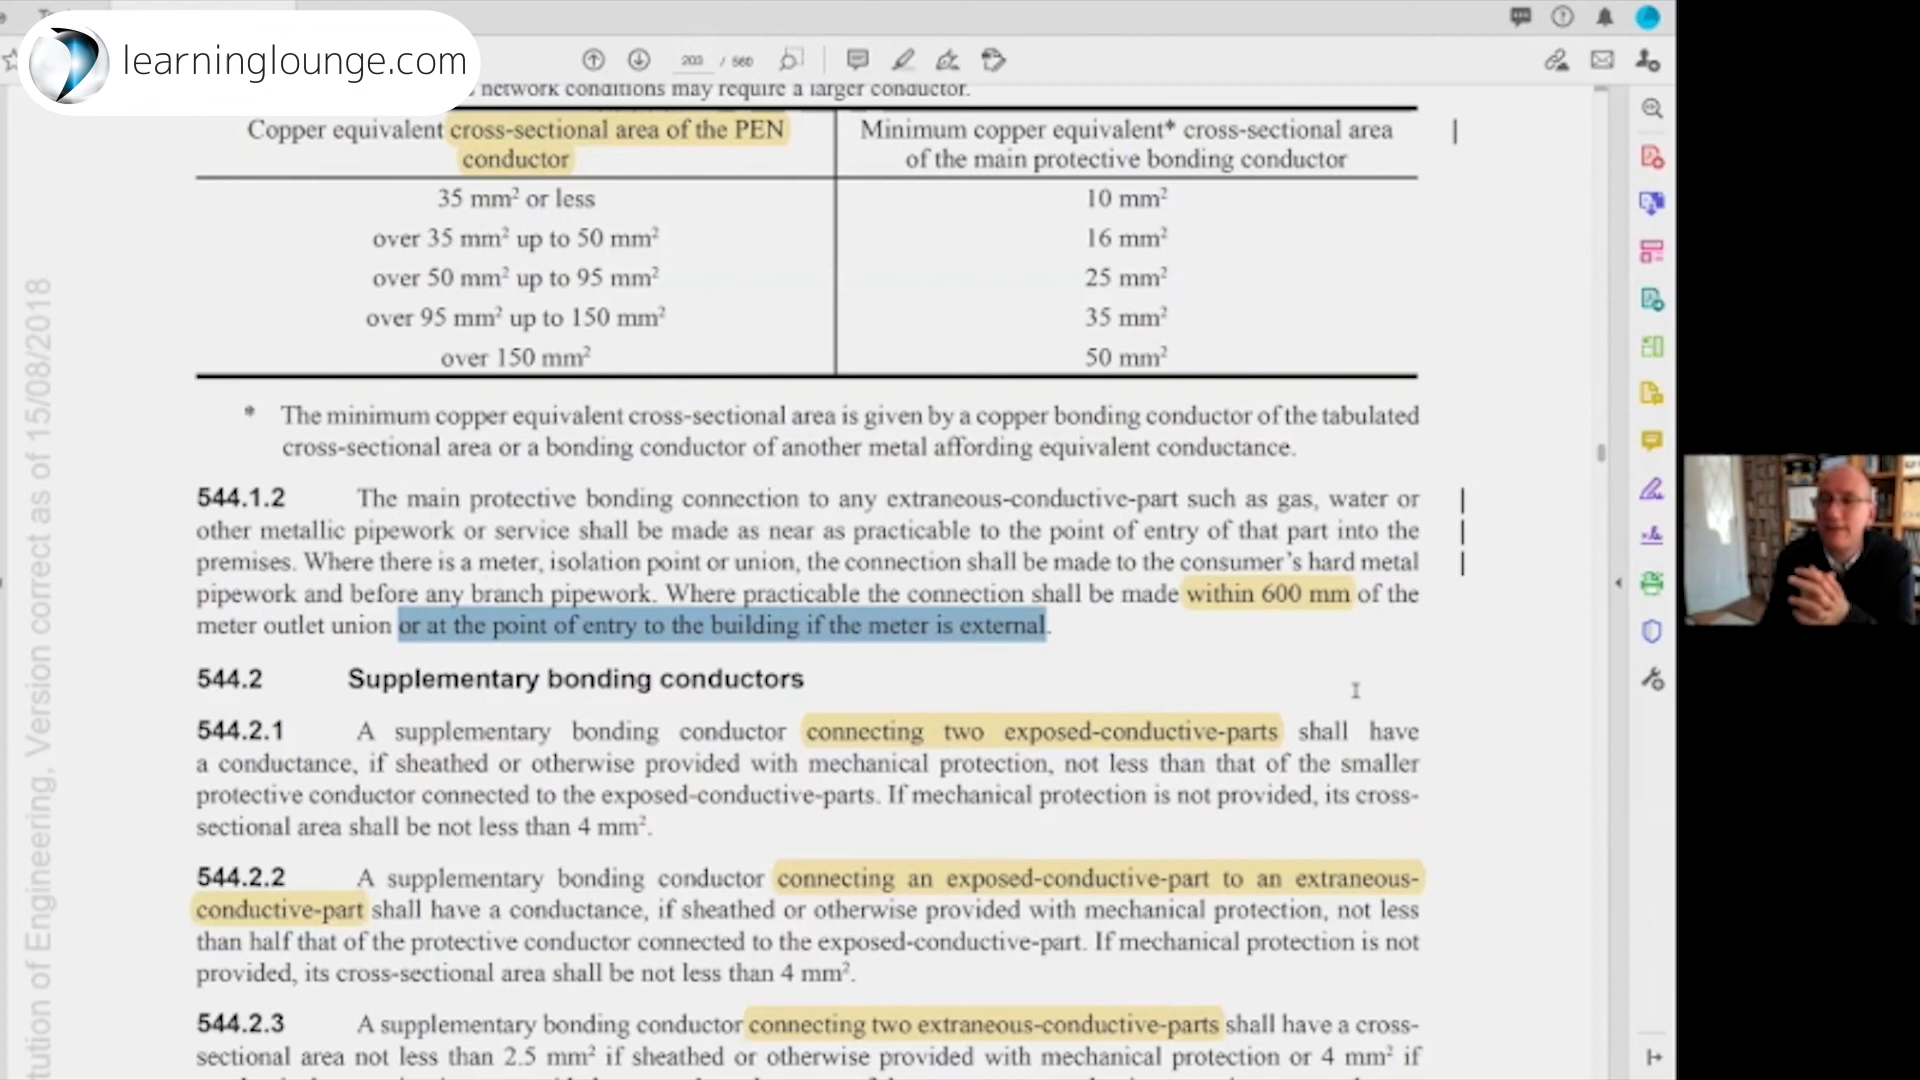 learninglounge.com
203 / 560
network conditions may require a larger conductor.
Copper equivalent cross-sectional area of the PEN conductor
Minimum copper equivalent* cross-sectional area of the main protective bonding conductor
35 mm² or less 10 mm²
over 35 mm² up to 50 mm² 16 mm²
over 50 mm² up to 95 mm² 25 mm²
over 95 mm² up to 150 mm² 35 mm²
over 150 mm² 50 mm²
* The minimum copper equivalent cross-sectional area is given by a copper bonding conductor of the tabulated
cross-sectional area or a bonding conductor of another metal affording equivalent conductance.
544.1.2 The main protective bonding connection to any extraneous-conductive-part such as gas, water or
other metallic pipework or service shall be made as near as practicable to the point of entry of that part into the
premises. Where there is a meter, isolation point or union, the connection shall be made to the consumer's hard metal
pipework and before any branch pipework. Where practicable the connection shall be made within 600 mm of the
meter outlet union or at the point of entry to the building if the meter is external.
544.2 Supplementary bonding conductors
544.2.1 A supplementary bonding conductor connecting two exposed-conductive-parts shall have
a conductance, if sheathed or otherwise provided with mechanical protection, not less than that of the smaller
protective conductor connected to the exposed-conductive-parts. If mechanical protection is not provided, its cross-
sectional area shall be not less than 4 mm².
544.2.2 A supplementary bonding conductor connecting an exposed-conductive-part to an extraneous-
conductive-part shall have a conductance, if sheathed or otherwise provided with mechanical protection, not less
than half that of the protective conductor connected to the exposed-conductive-part. If mechanical protection is not
provided, its cross-sectional area shall be not less than 4 mm².
544.2.3 A supplementary bonding conductor connecting two extraneous-conductive-parts shall have a cross-
sectional area not less than 2.5 mm² if sheathed or otherwise provided with mechanical protection or 4 mm² if
tution of Engineering, Version correct as of 15/08/2018